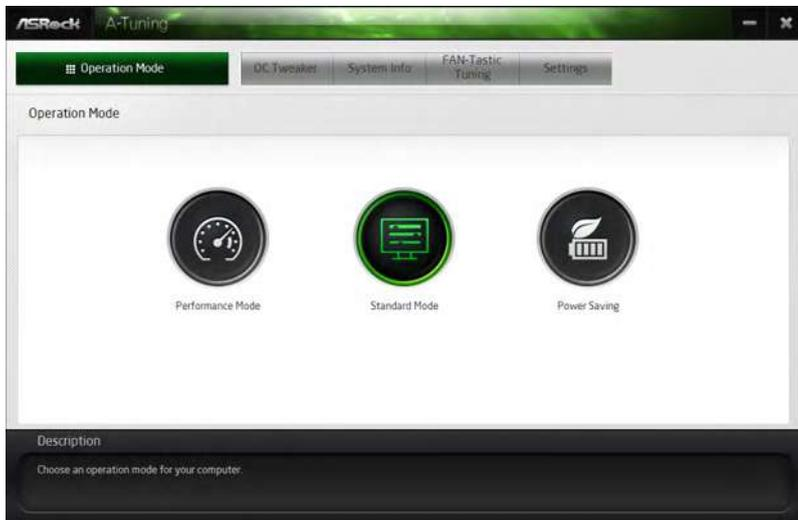 ASRock A-Tuning
Operation Mode OC Tweaker System Info FAN-Tastic Tuning Settings
Operation Mode
Performance Mode Standard Mode Power Saving
Description
Choose an operation mode for your computer.